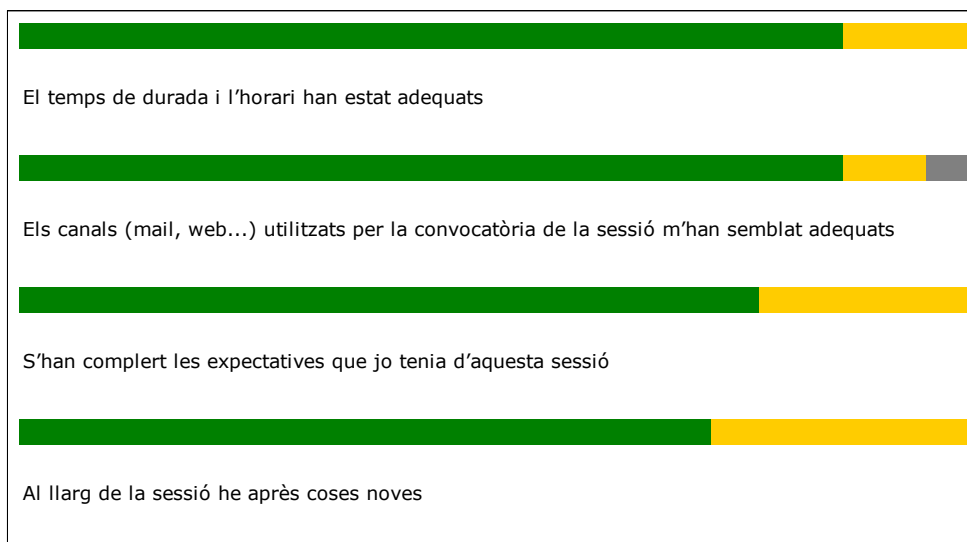 El temps de durada i l’horari han estat adequats
Els canals (mail, web...) utilitzats per la convocatòria de la sessió m’han semblat adequats
S’han complert les expectatives que jo tenia d’aquesta sessió
Al llarg de la sessió he après coses noves